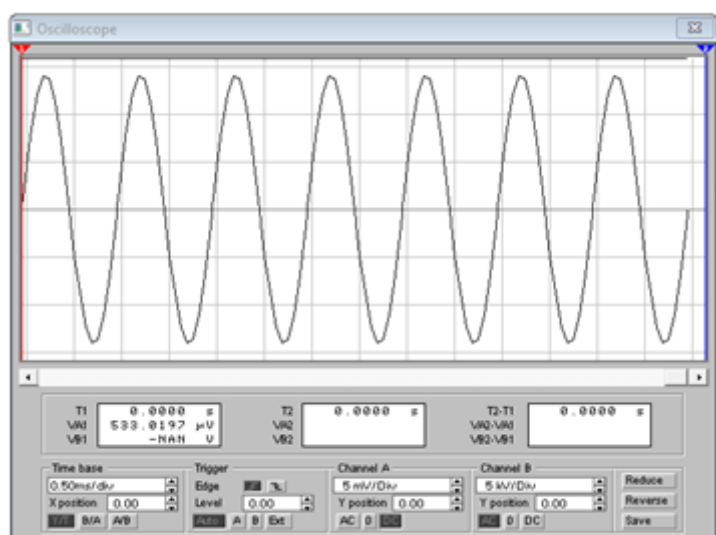 Oscilloscope
1 2
T1 0.0000 s
VA1 533.0197 µV
VB1 -NAN V
T2 0.0000 s
VA2
VB2
T2-T1 0.0000 s
VA2-VA1
VB2-VB1
Time base
0.50ms/div
X position 0.00
Y/T B/A A/B
Trigger
Edge
Level 0.00
Auto A B Ext
Channel A
5 mV/Div
Y position 0.00
AC 0 DC
Channel B
5 kV/Div
Y position 0.00
AC 0 DC
Reduce
Reverse
Save